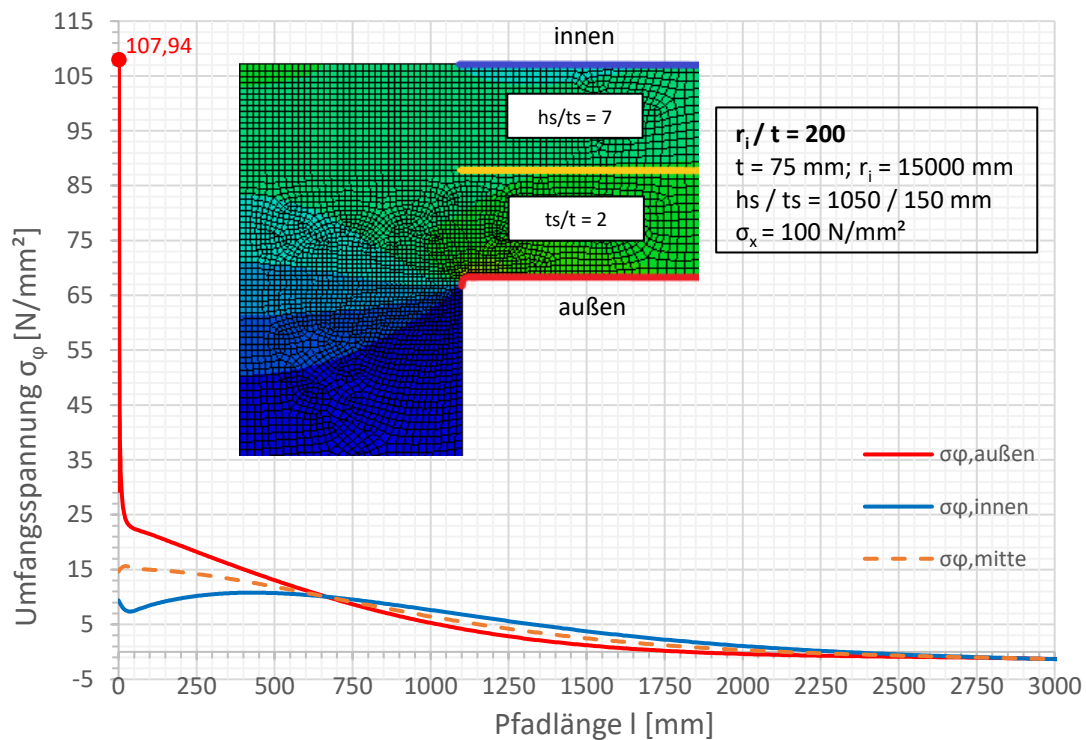 115
105
95
85
75
65
55
45
35
25
15
5
-5
Umfangsspannung σφ [N/mm²]
107,94
innen
hs/ts = 7
ts/t = 2
außen
rᵢ / t = 200
t = 75 mm; rᵢ = 15000 mm
hs / ts = 1050 / 150 mm
σₓ = 100 N/mm²
σφ,außen
σφ,innen
σφ,mitte
0 250 500 750 1000 1250 1500 1750 2000 2250 2500 2750 3000
Pfadlänge l [mm]